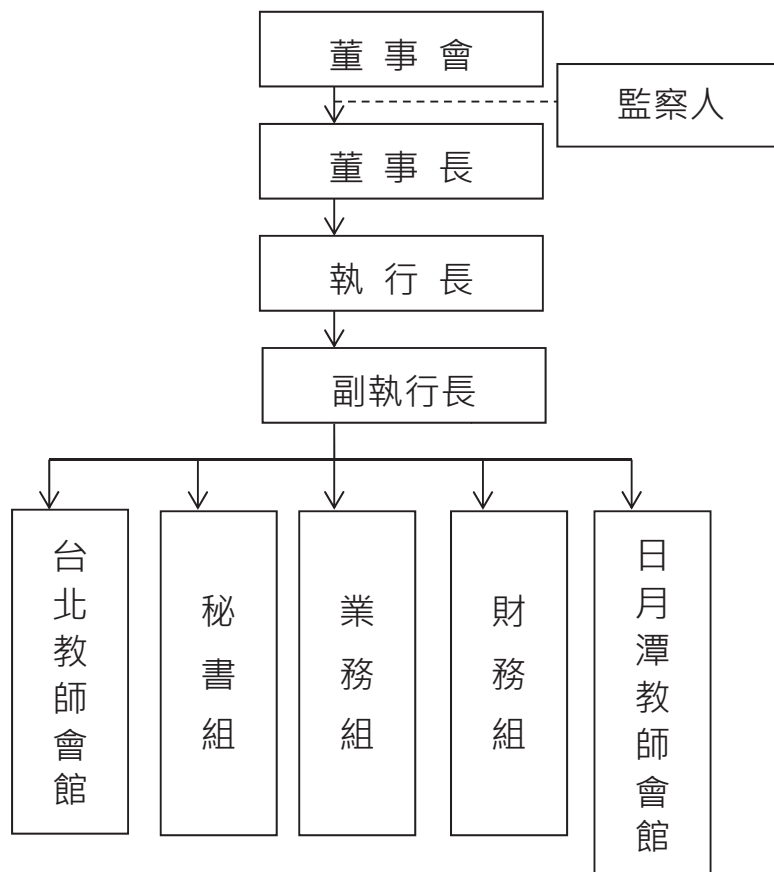 董事會
監察人
董事長
執行長
副執行長
台北教師會館
秘書組
業務組
財務組
日月潭教師會館